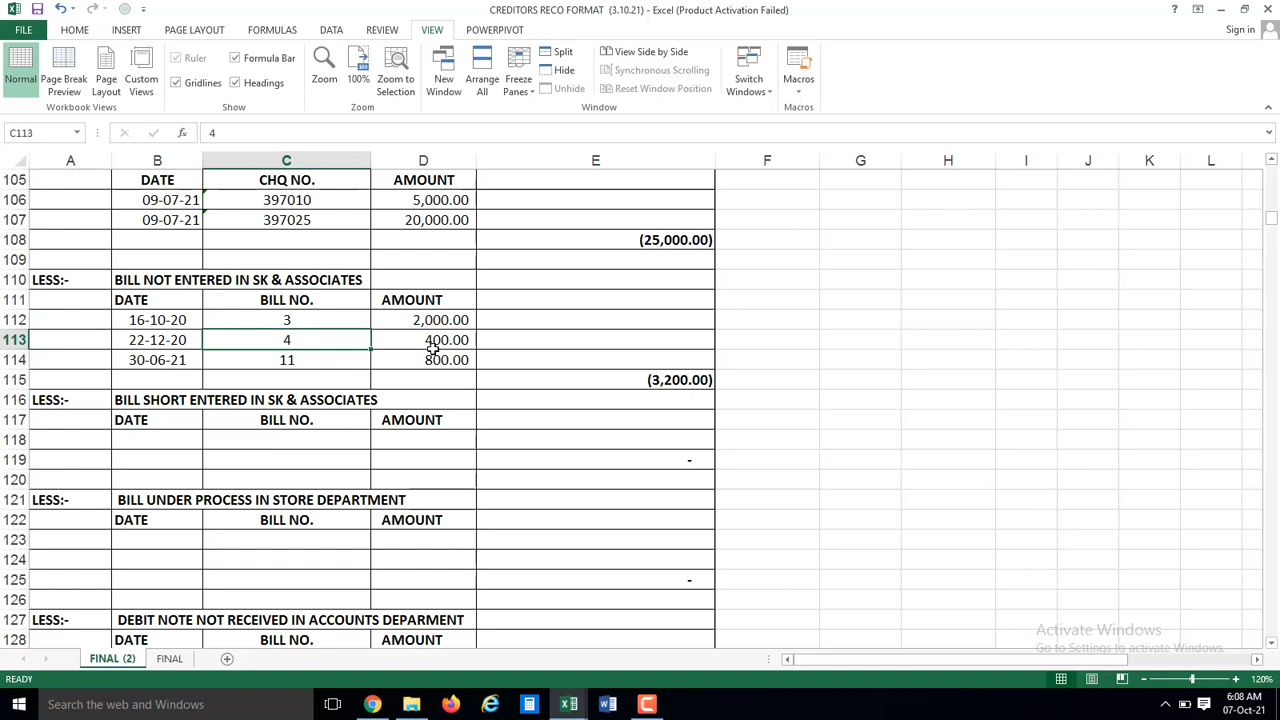 CREDITORS RECO FORMAT (3.10.21) - Excel (Product Activation Failed)
FILE HOME INSERT PAGE LAYOUT FORMULAS DATA REVIEW VIEW POWERPIVOT Sign in
Normal Page Break Preview Page Layout Custom Views
Ruler Formula Bar
Gridlines Headings
Zoom 100% Zoom to Selection
New Window Arrange All Freeze Panes
Split
Hide
Unhide
View Side by Side
Synchronous Scrolling
Reset Window Position
Switch Windows Macros
Workbook Views Show Zoom Window Macros
C113 4
A B C D E F G H I J K L
105 DATE CHQ NO. AMOUNT
106 09-07-21 397010 5,000.00
107 09-07-21 397025 20,000.00
108 (25,000.00)
109
110 LESS:- BILL NOT ENTERED IN SK & ASSOCIATES
111 DATE BILL NO. AMOUNT
112 16-10-20 3 2,000.00
113 22-12-20 4 400.00
114 30-06-21 11 800.00
115 (3,200.00)
116 LESS:- BILL SHORT ENTERED IN SK & ASSOCIATES
117 DATE BILL NO. AMOUNT
118
119 -
120
121 LESS:- BILL UNDER PROCESS IN STORE DEPARTMENT
122 DATE BILL NO. AMOUNT
123
124
125 -
126
127 LESS:- DEBIT NOTE NOT RECEIVED IN ACCOUNTS DEPARMENT
128 DATE BILL NO. AMOUNT
Activate Windows
Go to Settings to activate Windows.
FINAL (2) FINAL
READY 120%
Search the web and Windows
6:08 AM
07-Oct-21